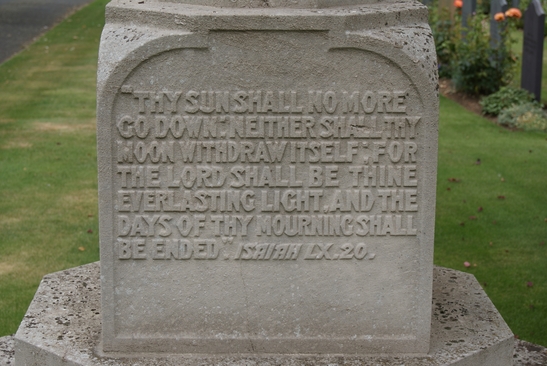 "THY SUN SHALL NO MORE
GO DOWN: NEITHER SHALL THY
MOON WITHDRAW ITSELF: FOR
THE LORD SHALL BE THINE
EVERLASTING LIGHT, AND THE
DAYS OF THY MOURNING SHALL
BE ENDED". ISAIAH LX. 20.